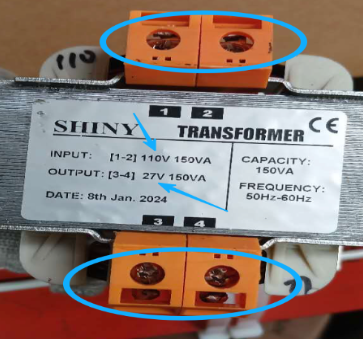 110
1 2
SHINY TRANSFORMER CE
INPUT: [1-2] 110V 150VA
OUTPUT: [3-4] 27V 150VA
DATE: 8th Jan. 2024
CAPACITY:
150VA
FREQUENCY:
50Hz-60Hz
3 4